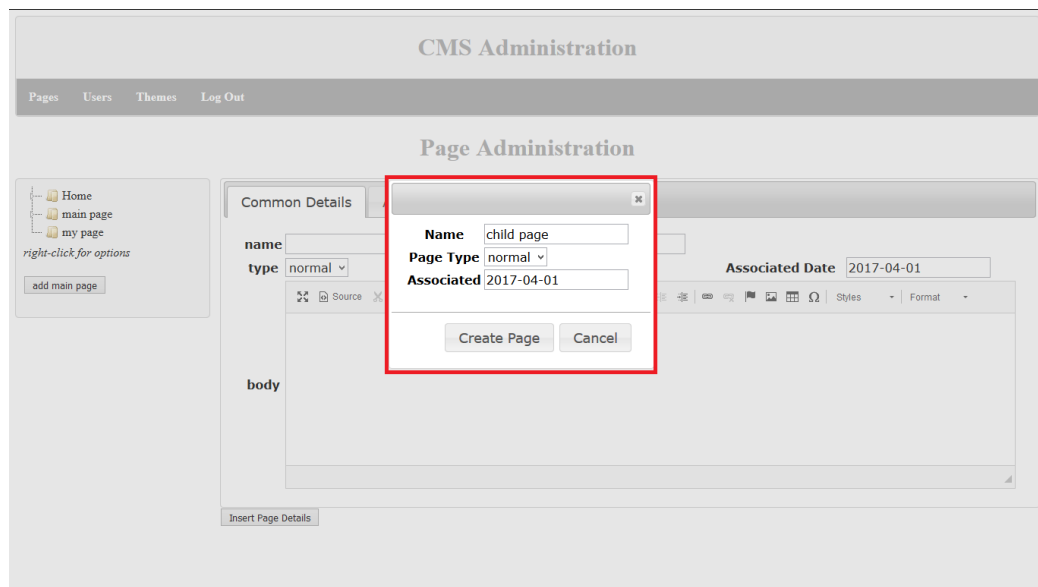 CMS Administration
Pages Users Themes Log Out
Page Administration
Home
main page
my page
right-click for options
add main page
Common Details
name
type normal
Associated Date 2017-04-01
Source
Styles
Format
body
Insert Page Details
Name child page
Page Type normal
Associated 2017-04-01
Create Page Cancel